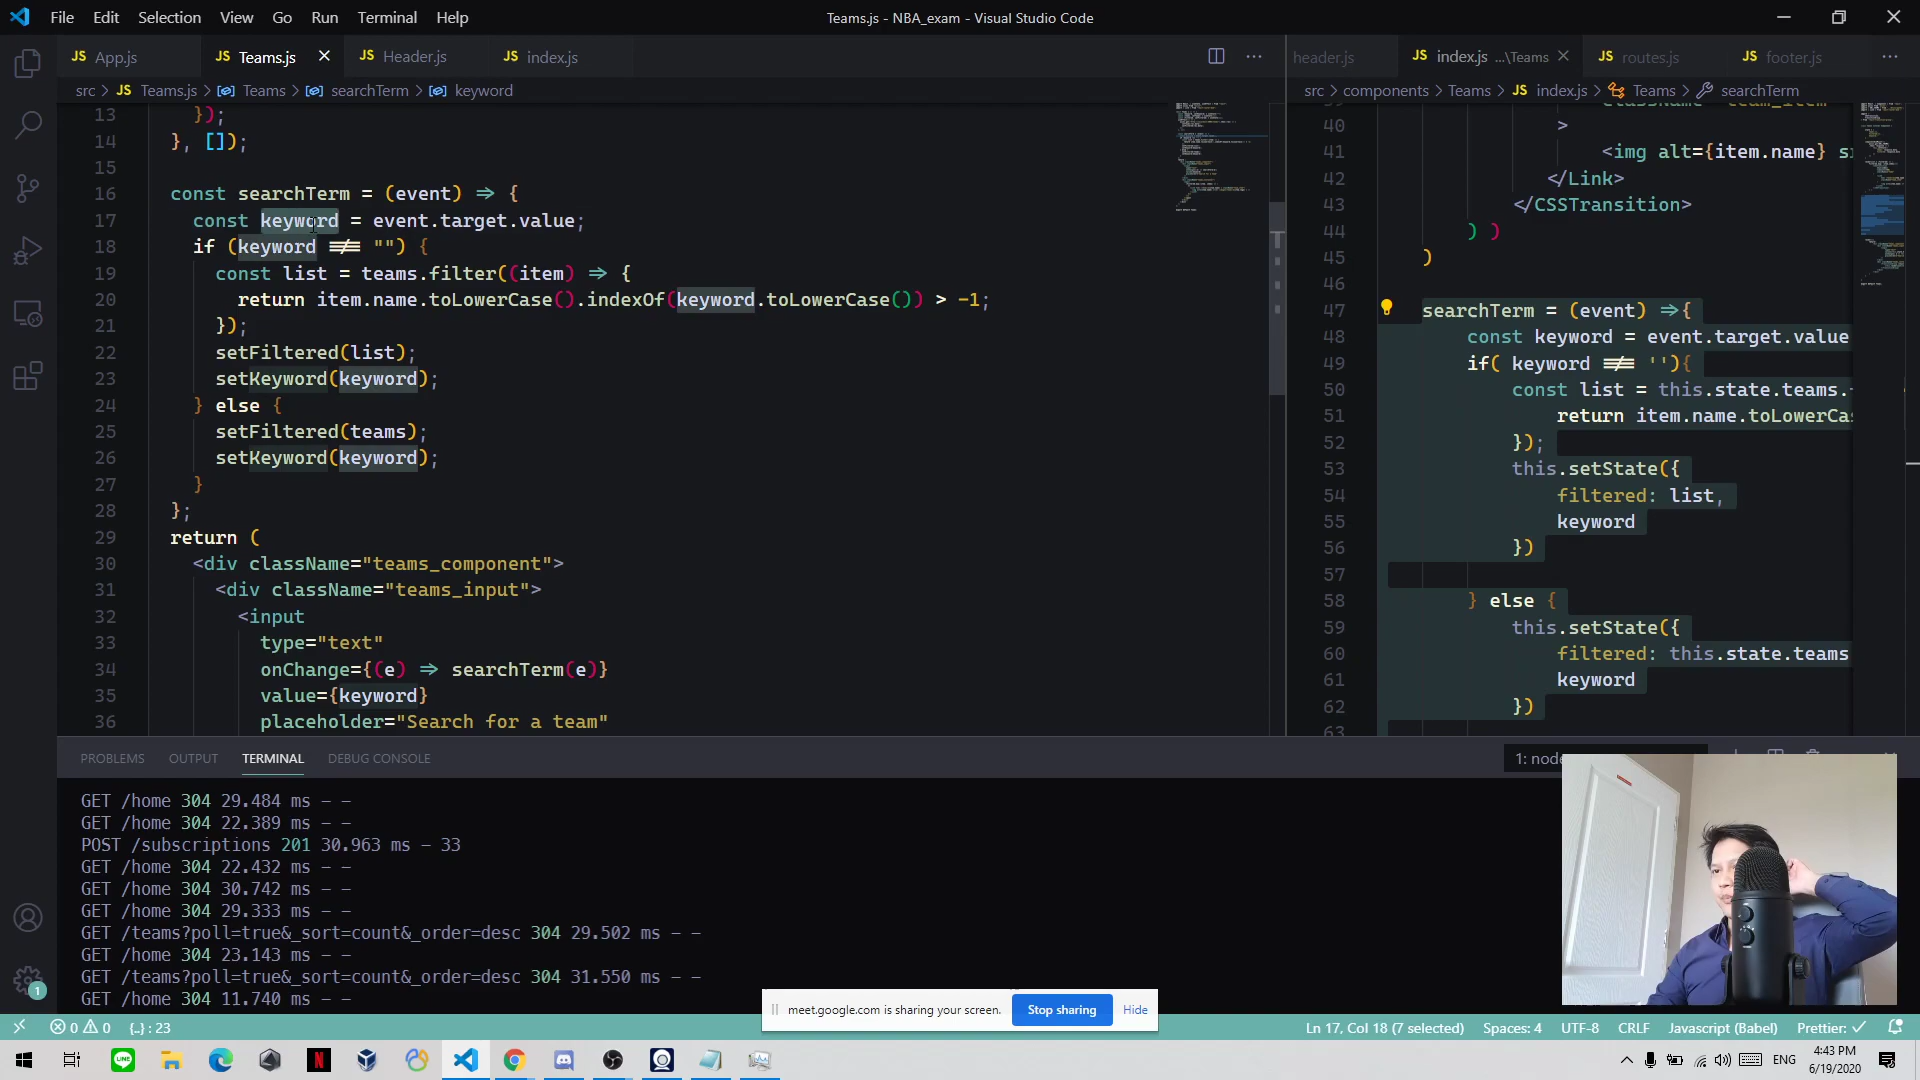 File Edit Selection View Go Run Terminal Help
Teams.js - NBA_exam - Visual Studio Code
JS App.js
JS Teams.js
JS Header.js
JS index.js
header.js
JS index.js ...\Teams
JS routes.js
JS footer.js
src > JS Teams.js > Teams > searchTerm > keyword
src > components > Teams > JS index.js > Teams > searchTerm
13 });
14 }, []);
15
16 const searchTerm = (event) => {
17 const keyword = event.target.value;
18 if (keyword !== "") {
19 const list = teams.filter((item) => {
20 return item.name.toLowerCase().indexOf(keyword.toLowerCase()) > -1;
21 });
22 setFiltered(list);
23 setKeyword(keyword);
24 } else {
25 setFiltered(teams);
26 setKeyword(keyword);
27 }
28 };
29 return (
30 <div className="teams_component">
31 <div className="teams_input">
32 <input
33 type="text"
34 onChange={(e) => searchTerm(e)}
35 value={keyword}
36 placeholder="Search for a team"
40 >
41 <img alt={item.name}
42 </Link>
43 </CSSTransition>
44 ) )
45 )
46
47 searchTerm = (event) =>{
48 const keyword = event.target.value
49 if( keyword !== ''){
50 const list = this.state.teams.
51 return item.name.toLowerCas
52 });
53 this.setState({
54 filtered: list,
55 keyword
56 })
57
58 } else {
59 this.setState({
60 filtered: this.state.teams
61 keyword
62 })
63
PROBLEMS OUTPUT TERMINAL DEBUG CONSOLE
1: node
GET /home 304 29.484 ms - -
GET /home 304 22.389 ms - -
POST /subscriptions 201 30.963 ms - 33
GET /home 304 22.432 ms - -
GET /home 304 30.742 ms - -
GET /home 304 29.333 ms - -
GET /teams?poll=true&_sort=count&_order=desc 304 29.502 ms - -
GET /home 304 23.143 ms - -
GET /teams?poll=true&_sort=count&_order=desc 304 31.550 ms - -
GET /home 304 11.740 ms - -
meet.google.com is sharing your screen. Stop sharing Hide
1
0 0 {..} : 23
Ln 17, Col 18 (7 selected) Spaces: 4 UTF-8 CRLF Javascript (Babel) Prettier: ✓
LINE
N
ENG
4:43 PM
6/19/2020